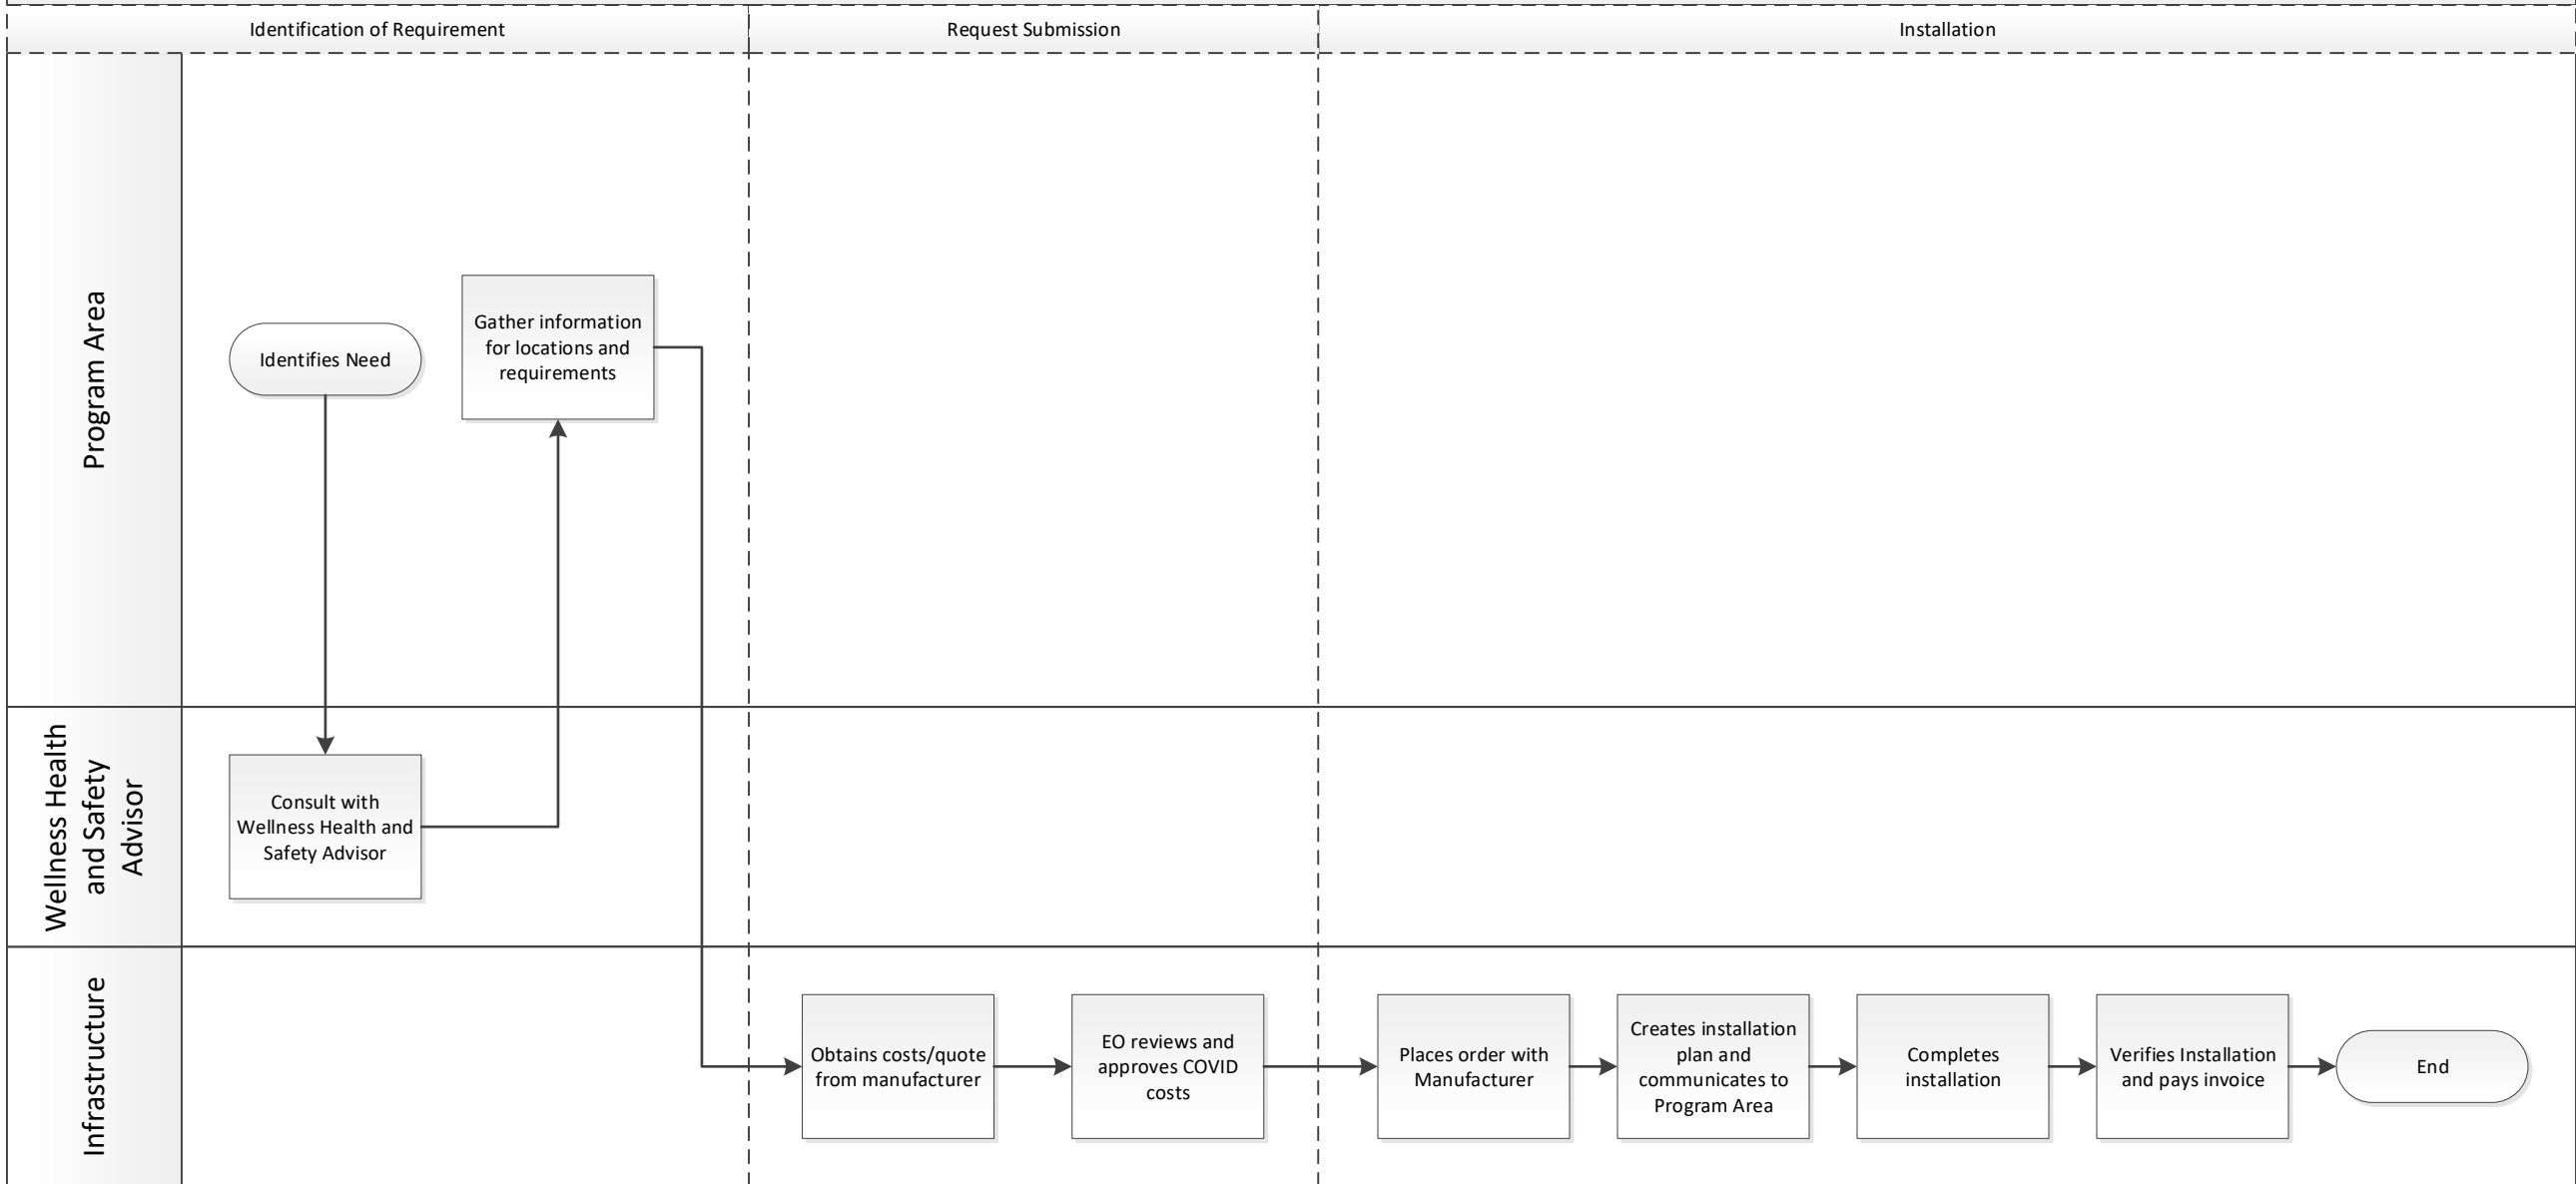 Identification of Requirement
Request Submission
Installation
Program Area
Identifies Need
Gather information
for locations and
requirements
Wellness Health
and Safety
Advisor
Consult with
Wellness Health and
Safety Advisor
Infrastructure
Obtains costs/quote
from manufacturer
EO reviews and
approves COVID
costs
Places order with
Manufacturer
Creates installation
plan and
communicates to
Program Area
Completes
installation
Verifies Installation
and pays invoice
End